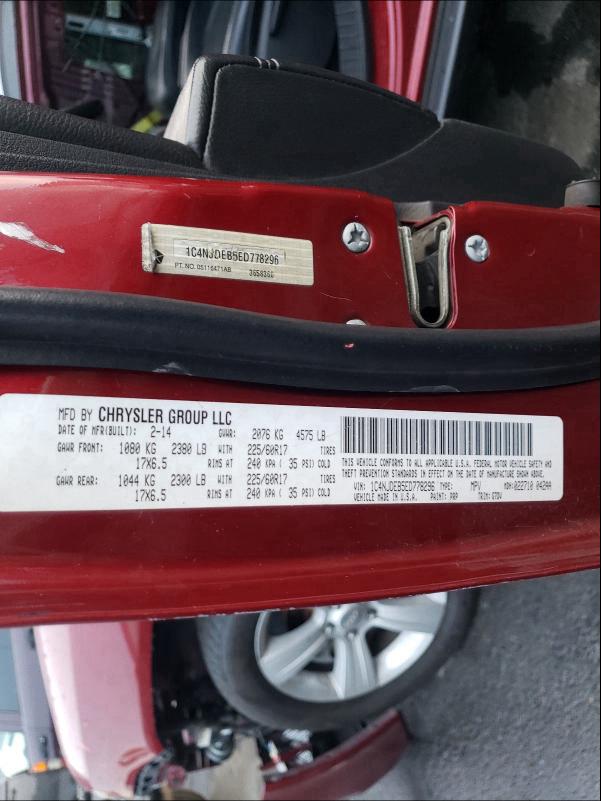 1C4NJDEB5ED778296
PT. NO. 05116471AB
MFD BY CHRYSLER GROUP LLC
DATE OF MFR(BUILT): 2-14 GVWR: 2076 KG 4575 LB
GAWR FRONT: 1080 KG 2380 LB WITH 225/60R17 TIRES
17X6.5 RIMS AT 240 KPA ( 35 PSI) COLD
GAWR REAR: 1044 KG 2300 LB WITH 225/60R17 TIRES
17X6.5 RIMS AT 240 KPA ( 35 PSI) COLD
THIS VEHICLE CONFORMS TO ALL APPLICABLE U.S.A. FEDERAL MOTOR VEHICLE SAFETY AND
THEFT PREVENTION STANDARDS IN EFFECT ON THE DATE OF MANUFACTURE SHOWN ABOVE.
VIN: 1C4NJDEB5ED778296 TYPE: MPV MDH: 022710 042AA
VEHICLE MADE IN U.S.A. PAINT: PRP TRIM: